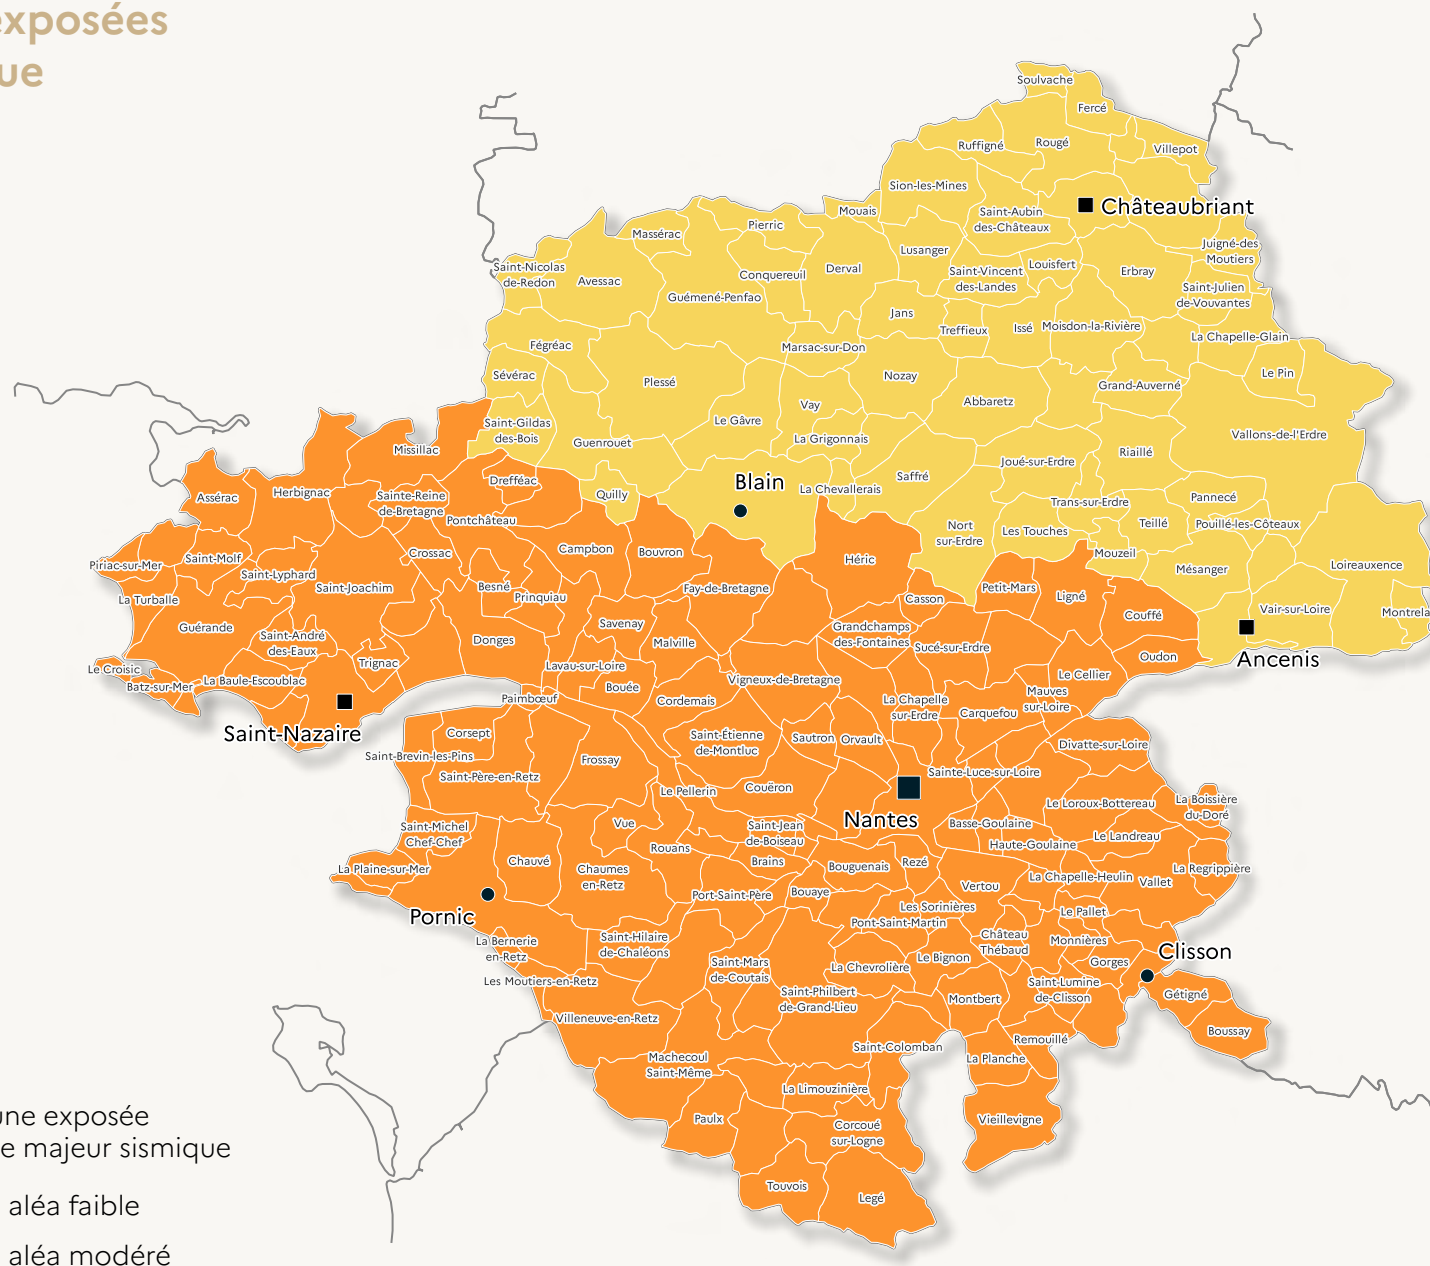 exposées
ue
Soulvache
Fercé
Ruffigné
Rougé
Villepot
Sion-les-Mines
Châteaubriant
Mouais
Saint-Aubin
des-Châteaux
Pierric
Massérac
Lusanger
Juigné-des
Moutiers
Saint-Nicolas
de-Redon
Avessac
Conquereuil
Derval
Saint-Vincent
des-Landes
Louisfert
Erbray
Guémené-Penfao
Saint-Julien
de-Vouvantes
Jans
Treffieux
Issé
Moisdon-la-Rivière
La Chapelle-Glain
Fégréac
Marsac-sur-Don
Sévérac
Plessé
Nozay
Grand-Auverné
Le Pin
Abbaretz
Vay
Le Gâvre
Saint-Gildas
des-Bois
Guenrouet
La Grigonnais
Vallons-de-l'Erdre
Missillac
Riaillé
Joué-sur-Erdre
Saffré
Drefféac
Blain
La Chevallerais
Quilly
Assérac
Herbignac
Sainte-Reine
de-Bretagne
Pontchâteau
Trans-sur-Erdre
Pannecé
Teillé
Pouillé-les-Côteaux
Nort
sur-Erdre
Les Touches
Mouzeil
Campbon
Bouvron
Héric
Crossac
Piriac-sur-Mer
Saint-Molf
Saint-Lyphard
Saint-Joachim
Mésanger
Loireauxence
Besné
Prinquiau
Fay-de-Bretagne
Petit-Mars
Ligné
Casson
La Turballe
Couffé
Vair-sur-Loire
Montrela
Guérande
Saint-André
des-Eaux
Donges
Savenay
Malville
Grandchamps
des-Fontaines
Sucé-sur-Erdre
Oudon
Ancenis
Le Croisic
Batz-sur-Mer
La Baule-Escoublac
Trignac
Lavau-sur-Loire
Bouée
Vigneux-de-Bretagne
Le Cellier
Mauves
sur-Loire
Paimbœuf
Cordemais
La Chapelle
sur-Erdre
Carquefou
Saint-Nazaire
Corsept
Saint-Étienne
de-Montluc
Sautron
Orvault
Divatte-sur-Loire
Saint-Brevin-les-Pins
Saint-Père-en-Retz
Frossay
Sainte-Luce-sur-Loire
Le Pellerin
Couëron
Nantes
Le Loroux-Bottereau
La Boissière
du-Doré
Saint-Michel
Chef-Chef
Vue
Saint-Jean
de-Boiseau
Basse-Goulaine
Haute-Goulaine
Le Landreau
Rouans
Brains
Bouguenais
Rezé
La Plaine-sur-Mer
Chauvé
Chaumes
en-Retz
La Chapelle-Heulin
Vallet
La Regrippière
Vertou
Port-Saint-Père
Bouaye
Les Sorinières
Pont-Saint-Martin
Le Pallet
Pornic
La Bernerie
en-Retz
Saint-Hilaire
de-Chaléons
Château
Thébaud
Monnières
Clisson
Le Bignon
Gorges
Saint-Mars
de-Coutais
La Chevrolière
Les Moutiers-en-Retz
Saint-Lumine
de-Clisson
Gétigné
Saint-Philbert
de-Grand-Lieu
Montbert
Villeneuve-en-Retz
Boussay
Remouillé
Saint-Colomban
La Planche
Machecoul
Saint-Même
La Limouzinière
Paulx
Vieillevigne
Corcoué
sur-Logne
Touvois
Legé
une exposée
e majeur sismique
aléa faible
aléa modéré